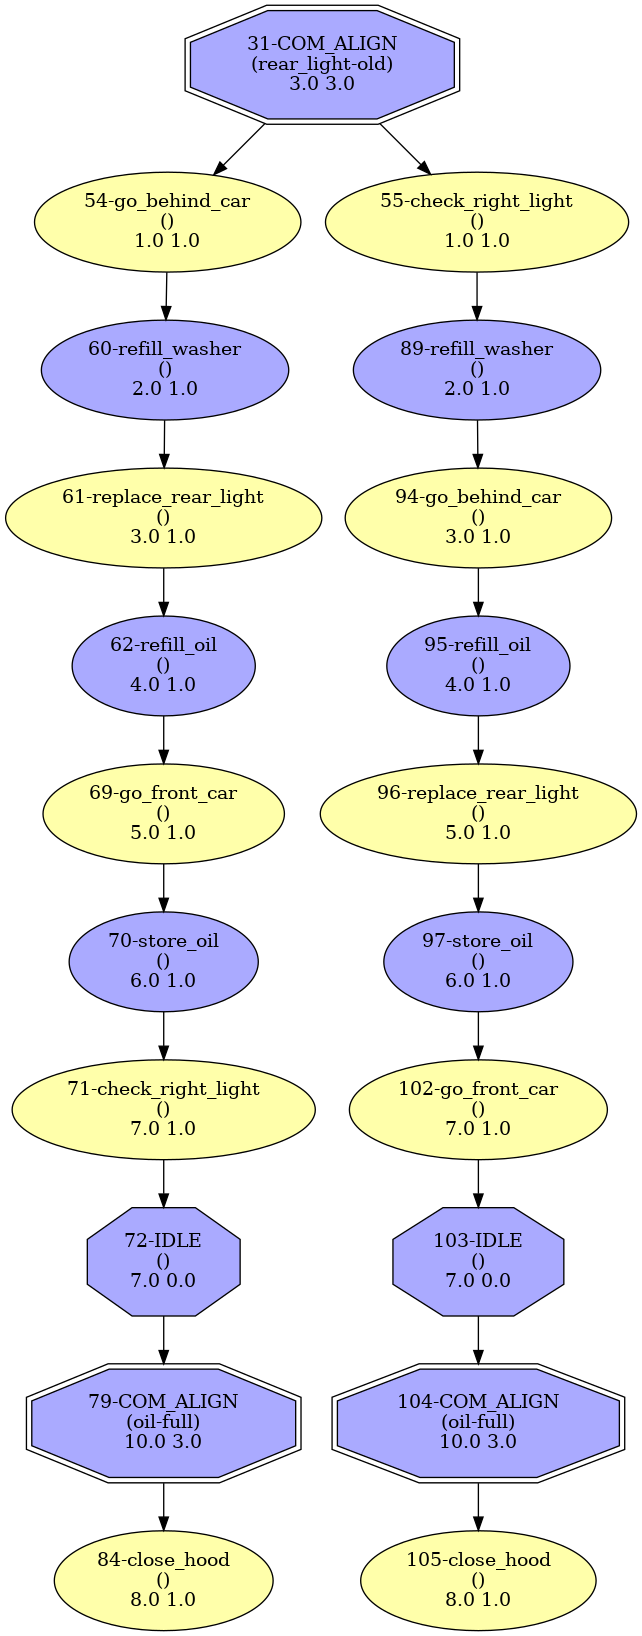 31-COM_ALIGN
(rear_light-old)
3.0 3.0
54-go_behind_car
()
1.0 1.0
55-check_right_light
()
1.0 1.0
60-refill_washer
()
2.0 1.0
89-refill_washer
()
2.0 1.0
61-replace_rear_light
()
3.0 1.0
94-go_behind_car
()
3.0 1.0
62-refill_oil
()
4.0 1.0
95-refill_oil
()
4.0 1.0
69-go_front_car
()
5.0 1.0
96-replace_rear_light
()
5.0 1.0
70-store_oil
()
6.0 1.0
97-store_oil
()
6.0 1.0
71-check_right_light
()
7.0 1.0
102-go_front_car
()
7.0 1.0
72-IDLE
()
7.0 0.0
103-IDLE
()
7.0 0.0
79-COM_ALIGN
(oil-full)
10.0 3.0
104-COM_ALIGN
(oil-full)
10.0 3.0
84-close_hood
()
8.0 1.0
105-close_hood
()
8.0 1.0